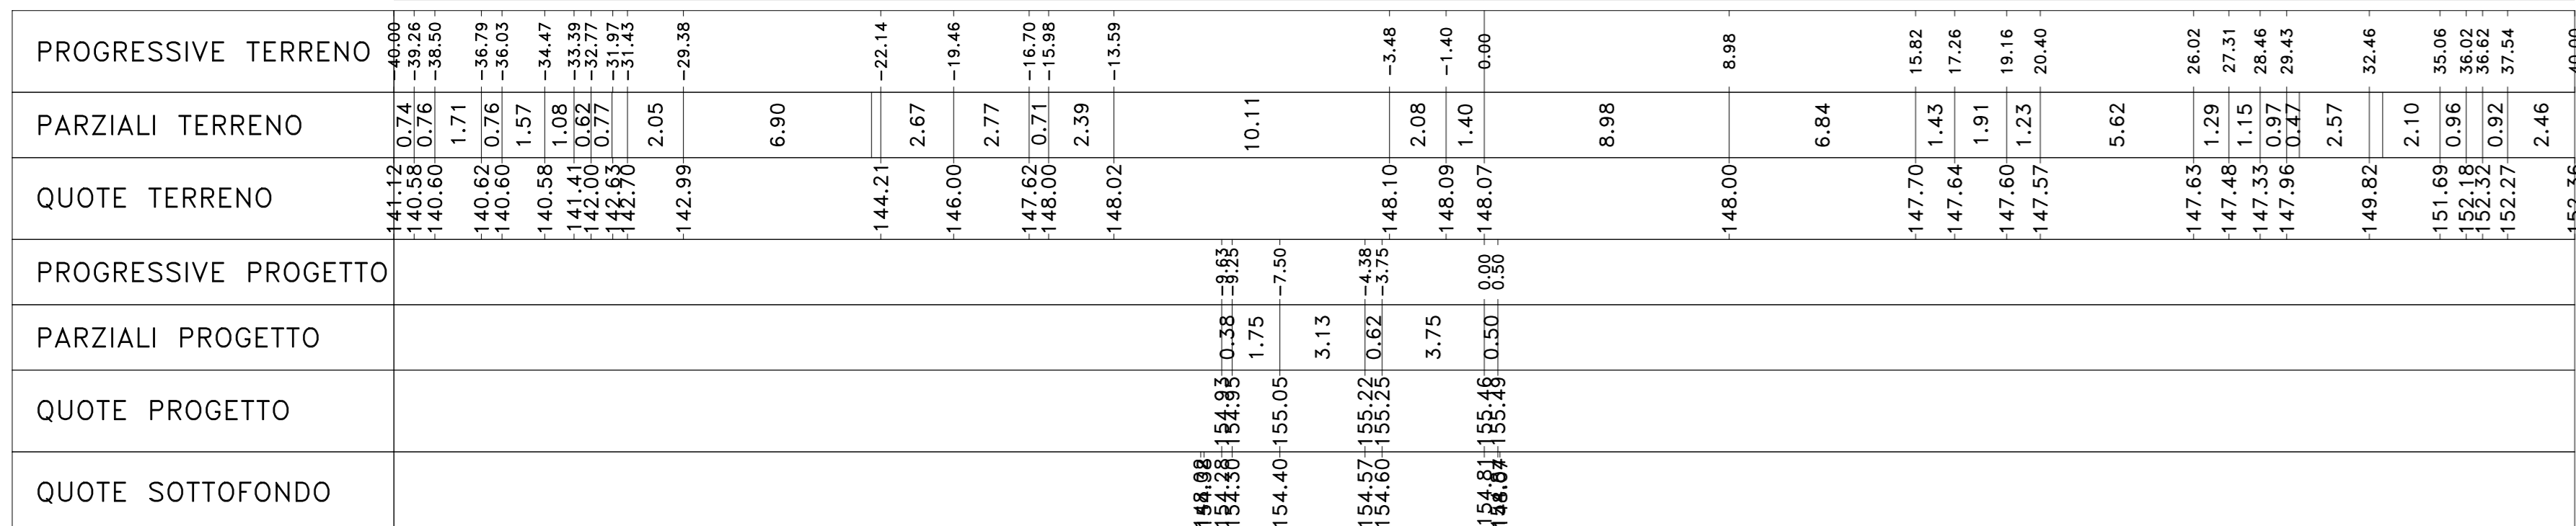 PROGRESSIVE TERRENO -40.00 -39.26 -38.50 -36.79 -36.03 -34.47 -33.39 -32.77 -31.97 -31.43 -29.38 -22.14 -19.46 -16.70 -15.98 -13.59 -3.48 -1.40 0.00 8.98 15.82 17.26 19.16 20.40 26.02 27.31 28.46 29.43 32.46 35.06 36.02 36.62 37.54 40.00
PARZIALI TERRENO 0.74 0.76 1.71 0.76 1.57 1.08 0.62 0.77 2.05 6.90 2.67 2.77 0.71 2.39 10.11 2.08 1.40 8.98 6.84 1.43 1.91 1.23 5.62 1.29 1.15 0.97 0.47 2.57 2.10 0.96 0.92 2.46
QUOTE TERRENO 141.12 140.58 140.60 140.62 140.60 140.58 141.41 142.00 142.63 142.70 142.99 144.21 146.00 147.62 148.00 148.02 148.10 148.09 148.07 148.00 147.70 147.64 147.60 147.57 147.63 147.48 147.33 147.96 149.82 151.69 152.18 152.32 152.27 152.36
PROGRESSIVE PROGETTO -9.63 -9.25 -7.50 -4.38 -3.75 0.00 0.50
PARZIALI PROGETTO 0.38 1.75 3.13 0.62 3.75 0.50
QUOTE PROGETTO 154.93 154.95 155.05 155.22 155.25 155.46 155.49
QUOTE SOTTOFONDO 154.28 154.30 154.40 154.57 154.60 154.81